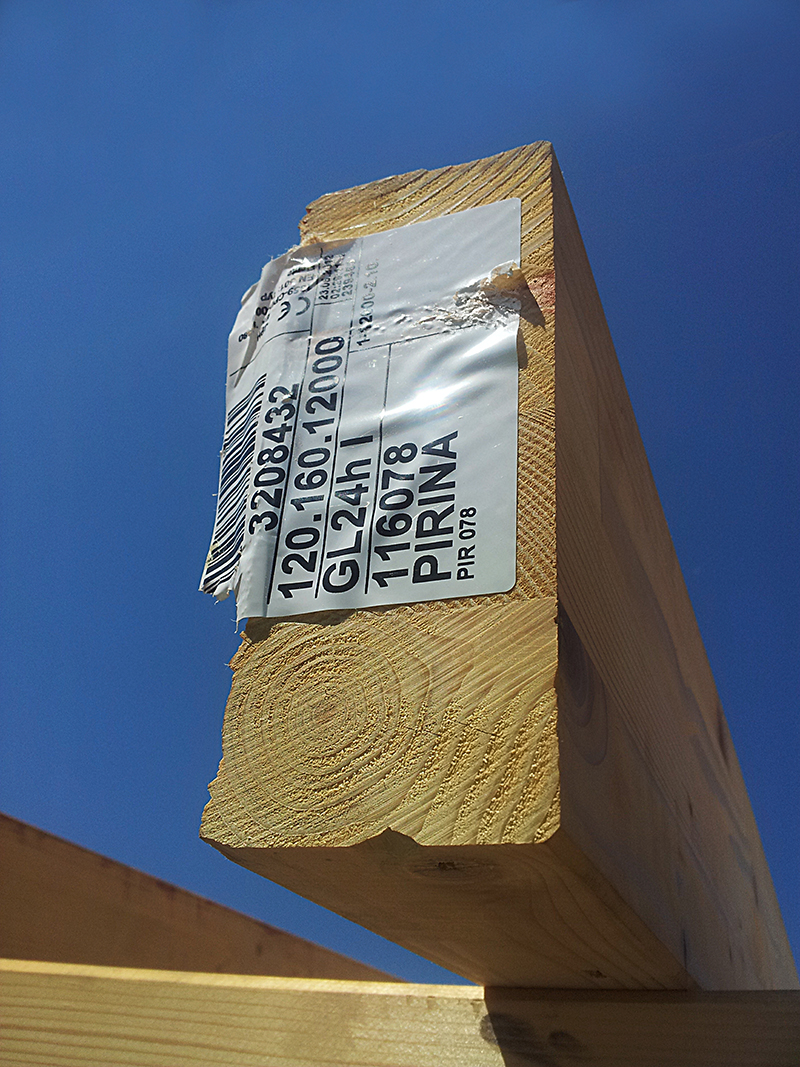 3208432
120.160.12000
GL24h I
116078
PIRINA
PIR 078